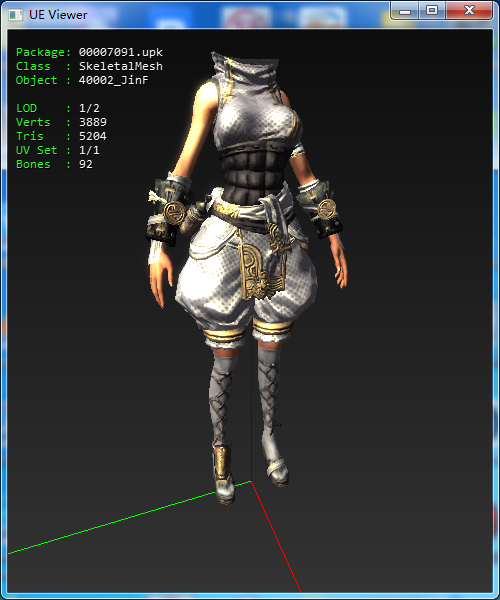 UE Viewer
Package: 00007091.upk
Class : SkeletalMesh
Object : 40002_JinF
LOD : 1/2
Verts : 3889
Tris : 5204
UV Set : 1/1
Bones : 92